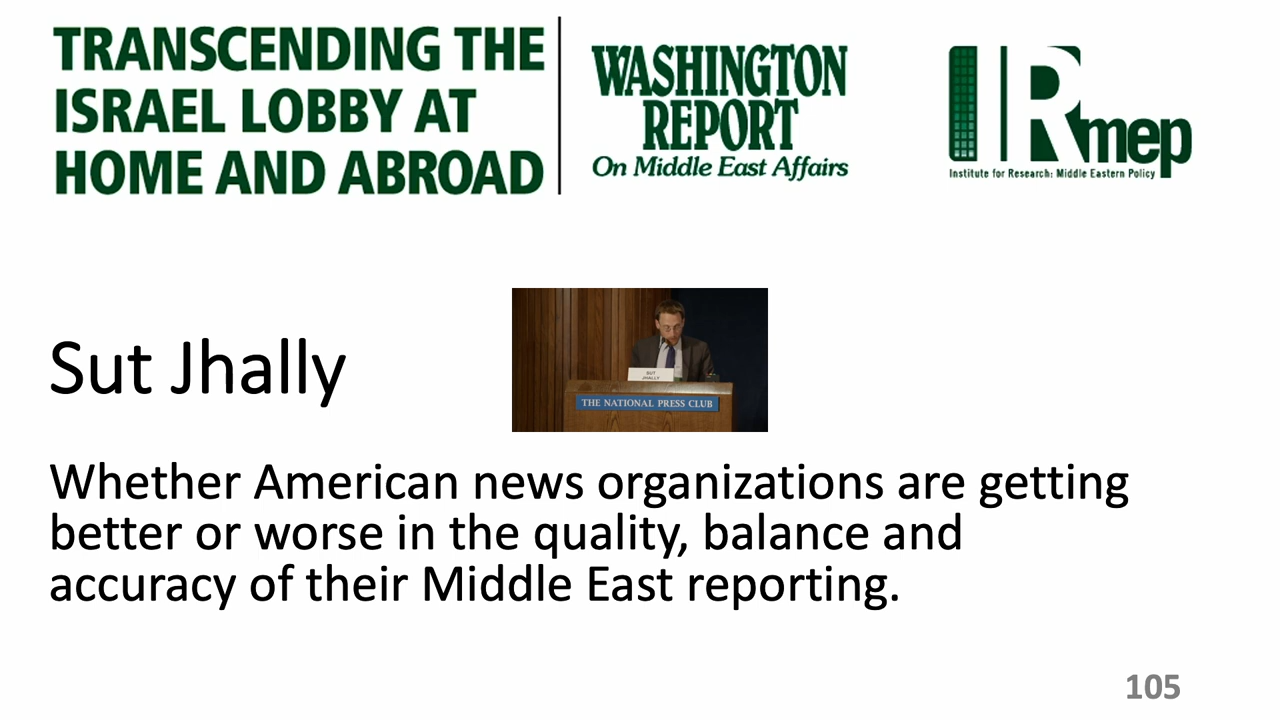 TRANSCENDING THE
ISRAEL LOBBY AT
HOME AND ABROAD
WASHINGTON
REPORT
On Middle East Affairs
IRmep
Institute for Research: Middle Eastern Policy
Sut Jhally
SUT
JHALLY
THE NATIONAL PRESS CLUB
Whether American news organizations are getting
better or worse in the quality, balance and
accuracy of their Middle East reporting.
105